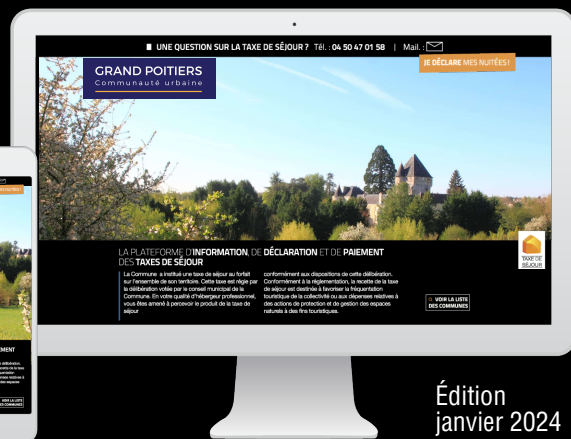 UNE QUESTION SUR LA TAXE DE SÉJOUR ? Tél. : 04 50 47 01 58 | Mail. :
JE DÉCLARE MES NUITÉES !
GRAND POITIERS
Communauté urbaine
LA PLATEFORME D'INFORMATION, DE DÉCLARATION ET DE PAIEMENT
DES TAXES DE SÉJOUR
La Commune a institué une taxe de séjour au forfait
sur l'ensemble de son territoire. Cette taxe est régie par
la délibération votée par le conseil municipal de la
Commune. En votre qualité d'hébergeur professionnel,
vous êtes amené à percevoir le produit de la taxe de
séjour
conformément aux dispositions de cette délibération.
Conformément à la réglementation, la recette de la taxe
de séjour est destinée à favoriser la fréquentation
touristique de la collectivité ou aux dépenses relatives à
des actions de protection et de gestion des espaces
naturels à des fins touristiques.
TAXE DE
SÉJOUR
VOIR LA LISTE
DES COMMUNES
VOIR LA LISTE
DES COMMUNES
Édition
janvier 2024